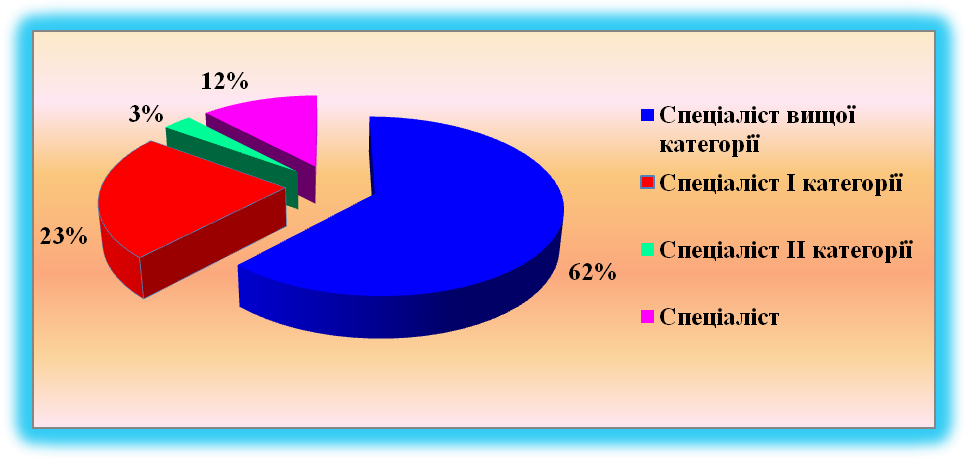 12%
3%
23%
62%
Спеціаліст вищої
категорії
Спеціаліст І категорії
Спеціаліст ІІ категорії
Спеціаліст